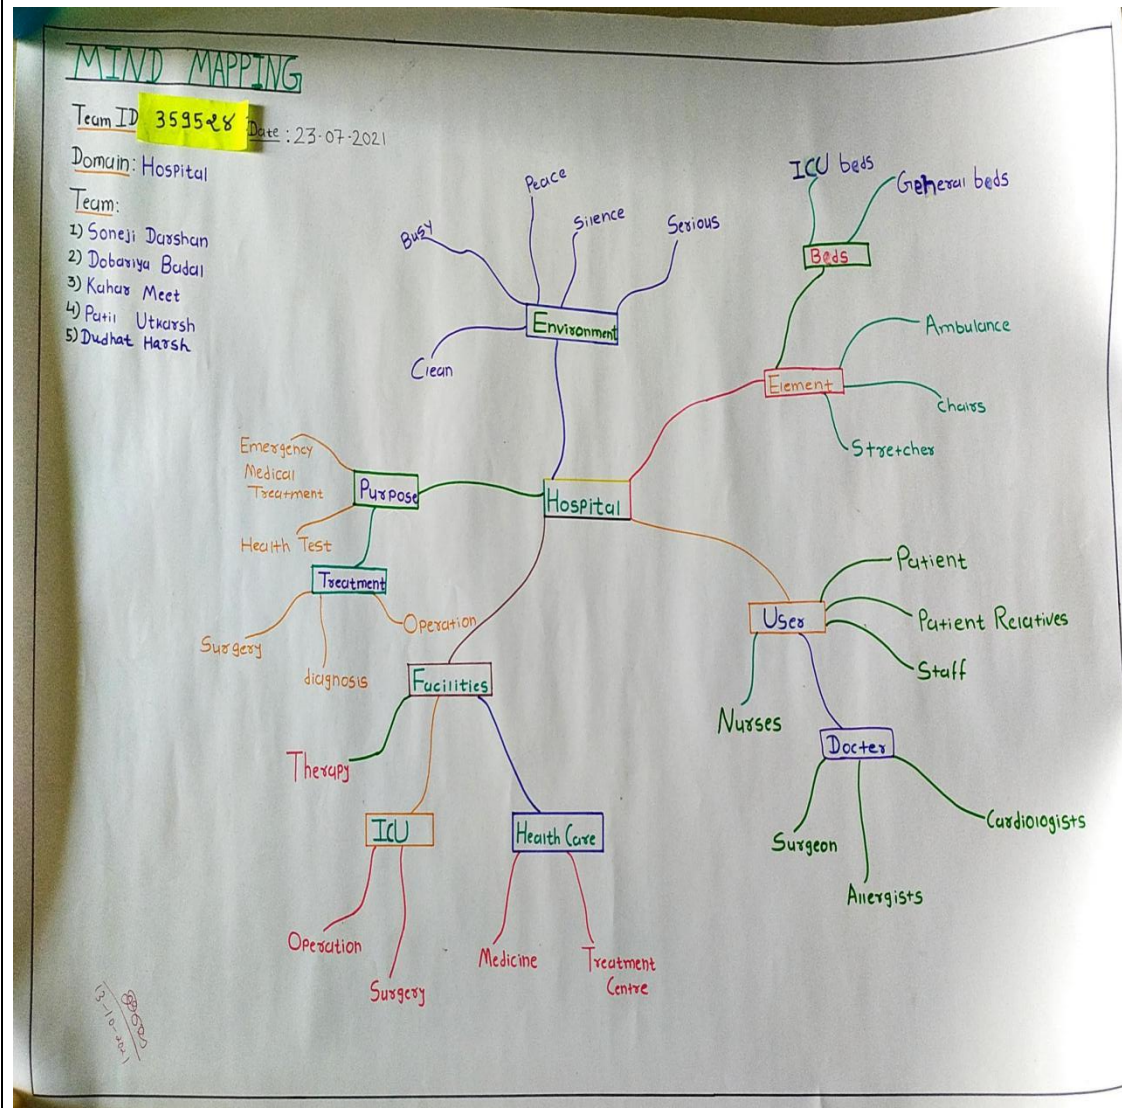 MIND MAPPING
Team ID 359528 Date : 23-07-2021
Domain: Hospital
Team:
1) Soneji Darshan
2) Dobariya Badal
3) Kahar Meet
4) Patil Utkarsh
5) Dudhat Harsh
Busy
Peace
Silence
Serious
Clean
Environment
ICU beds
General beds
Beds
Ambulance
Element
Chairs
Stretcher
Emergency
Medical
Treatment
Purpose
Health Test
Hospital
Treatment
Surgery
diagnosis
Operation
Patient
User
Patient Relatives
Staff
Nurses
Docter
Surgeon
Allergists
Cardiologists
Facilities
Therapy
ICU
Health Care
Operation
Surgery
Medicine
Treatment
Centre
13-10-2021